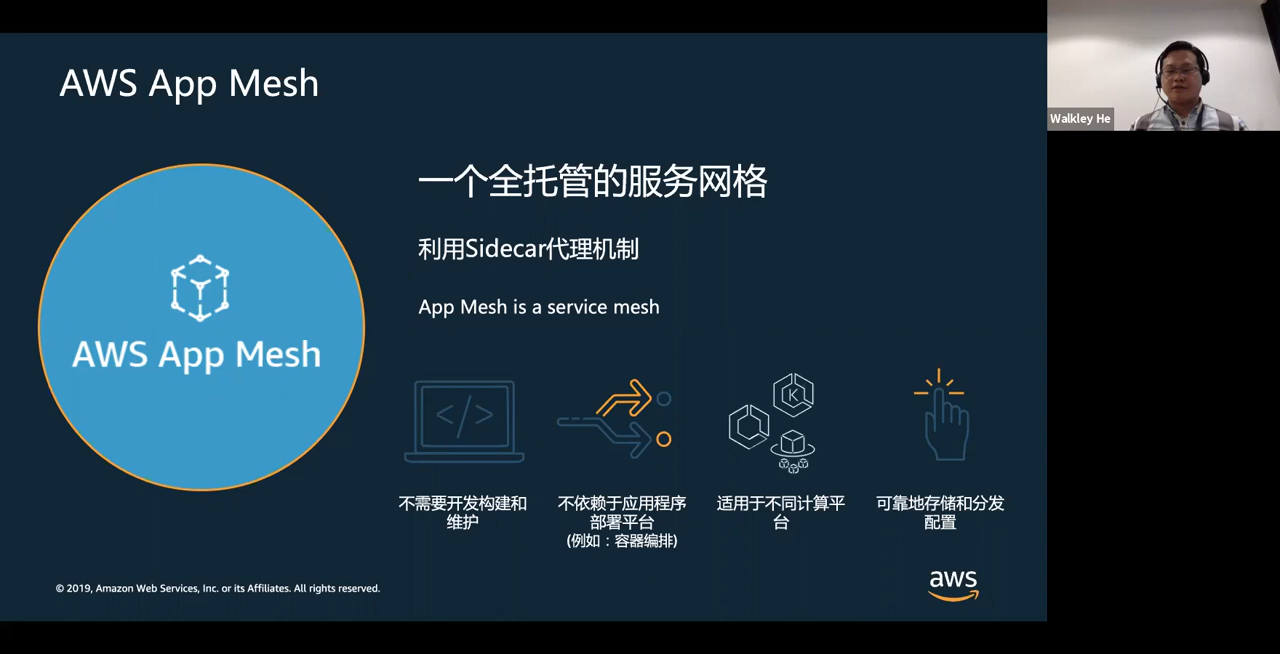 AWS App Mesh
Walkley He
一个全托管的服务网格
利用Sidecar代理机制
App Mesh is a service mesh
AWS App Mesh
</>
K
不需要开发构建和
维护
不依赖于应用程序
部署平台
(例如：容器编排)
适用于不同计算平
台
可靠地存储和分发
配置
© 2019, Amazon Web Services, Inc. or its Affiliates. All rights reserved.
aws